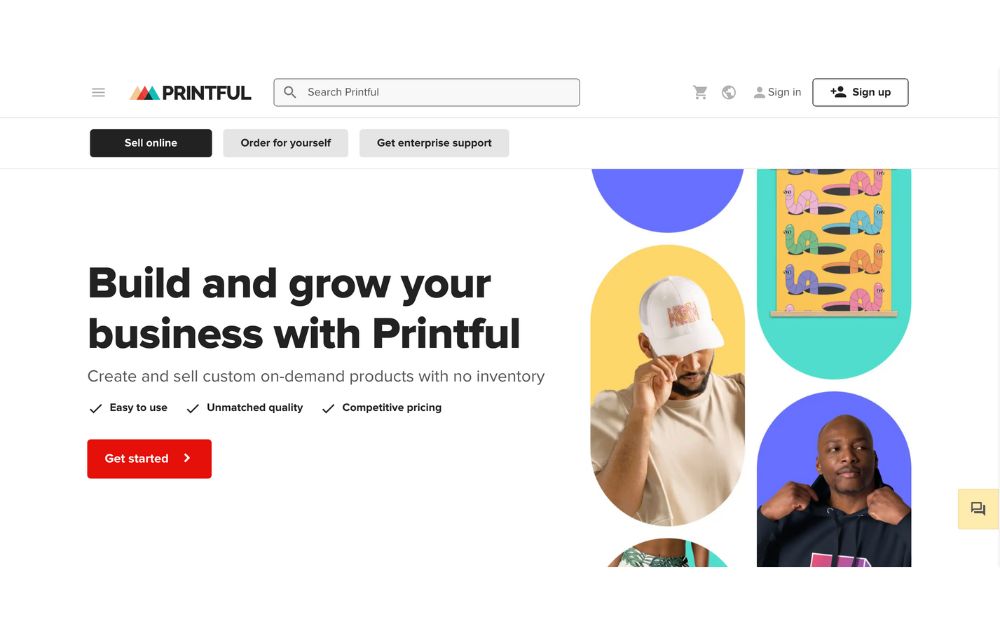 PRINTFUL
Search Printful
Sign in
Sign up
Sell online
Order for yourself
Get enterprise support
Build and grow your
business with Printful
Create and sell custom on-demand products with no inventory
Easy to use
Unmatched quality
Competitive pricing
Get started